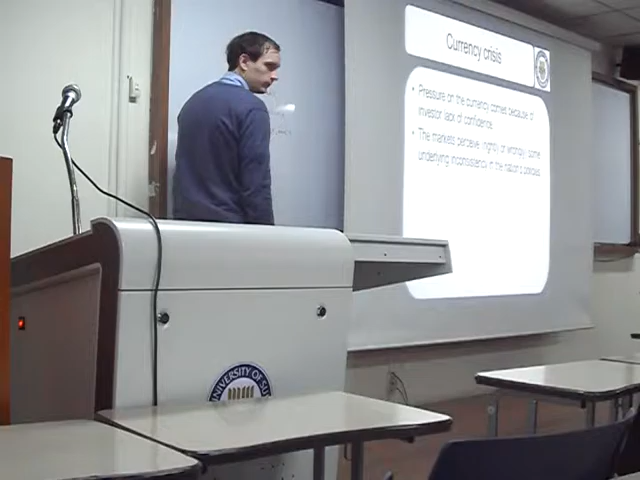 Currency crisis
• Pressure on the currency comes because of
investor lack of confidence.
• The markets perceive (rightly or wrongly) some
underlying inconsistency in the nation's policies
UNIVERSITY OF